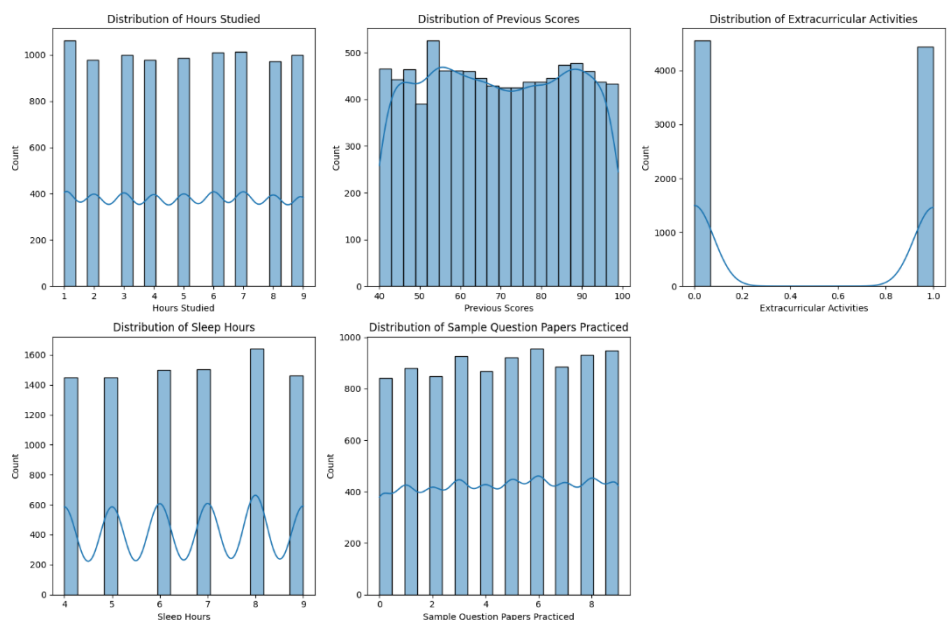 Distribution of Hours Studied
Count
1000
800
600
400
200
0
1 2 3 4 5 6 7 8 9
Hours Studied
Distribution of Previous Scores
Count
500
400
300
200
100
0
40 50 60 70 80 90 100
Previous Scores
Distribution of Extracurricular Activities
Count
4000
3000
2000
1000
0
0.0 0.2 0.4 0.6 0.8 1.0
Extracurricular Activities
Distribution of Sleep Hours
Count
1600
1400
1200
1000
800
600
400
200
0
4 5 6 7 8 9
Sleep Hours
Distribution of Sample Question Papers Practiced
Count
1000
800
600
400
200
0
0 2 4 6 8
Sample Question Papers Practiced